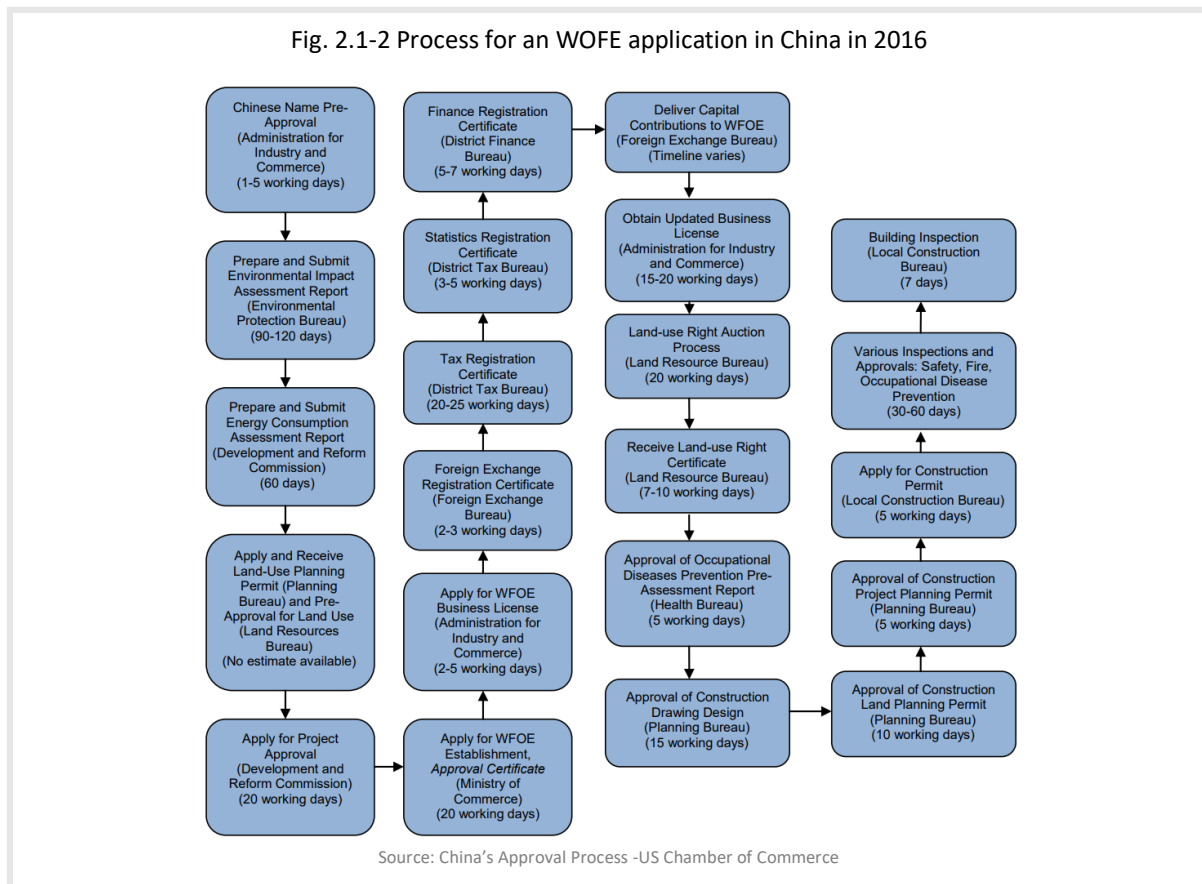 Fig. 2.1-2 Process for an WOFE application in China in 2016
Chinese Name Pre-
Approval
(Administration for
Industry and
Commerce)
(1-5 working days)
Prepare and Submit
Environmental Impact
Assessment Report
(Environmental
Protection Bureau)
(90-120 days)
Prepare and Submit
Energy Consumption
Assessment Report
(Development and Reform
Commission)
(60 days)
Apply and Receive
Land-Use Planning
Permit (Planning
Bureau) and Pre-
Approval for Land Use
(Land Resources
Bureau)
(No estimate available)
Apply for Project
Approval
(Development and
Reform Commission)
(20 working days)
Apply for WFOE
Establishment,
Approval Certificate
(Ministry of
Commerce)
(20 working days)
Apply for WFOE
Business License
(Administration for
Industry and
Commerce)
(2-5 working days)
Foreign Exchange
Registration Certificate
(Foreign Exchange
Bureau)
(2-3 working days)
Tax Registration
Certificate
(District Tax Bureau)
(20-25 working days)
Statistics Registration
Certificate
(District Tax Bureau)
(3-5 working days)
Finance Registration
Certificate
(District Finance
Bureau)
(5-7 working days)
Deliver Capital
Contributions to WFOE
(Foreign Exchange Bureau)
(Timeline varies)
Obtain Updated Business
License
(Administration for Industry
and Commerce)
(15-20 working days)
Land-use Right Auction
Process
(Land Resource Bureau)
(20 working days)
Receive Land-use Right
Certificate
(Land Resource Bureau)
(7-10 working days)
Approval of Occupational
Diseases Prevention Pre-
Assessment Report
(Health Bureau)
(5 working days)
Approval of Construction
Drawing Design
(Planning Bureau)
(15 working days)
Approval of Construction
Land Planning Permit
(Planning Bureau)
(10 working days)
Approval of Construction
Project Planning Permit
(Planning Bureau)
(5 working days)
Apply for Construction
Permit
(Local Construction Bureau)
(5 working days)
Various Inspections and
Approvals: Safety, Fire,
Occupational Disease
Prevention
(30-60 days)
Building Inspection
(Local Construction
Bureau)
(7 days)
Source: China's Approval Process -US Chamber of Commerce